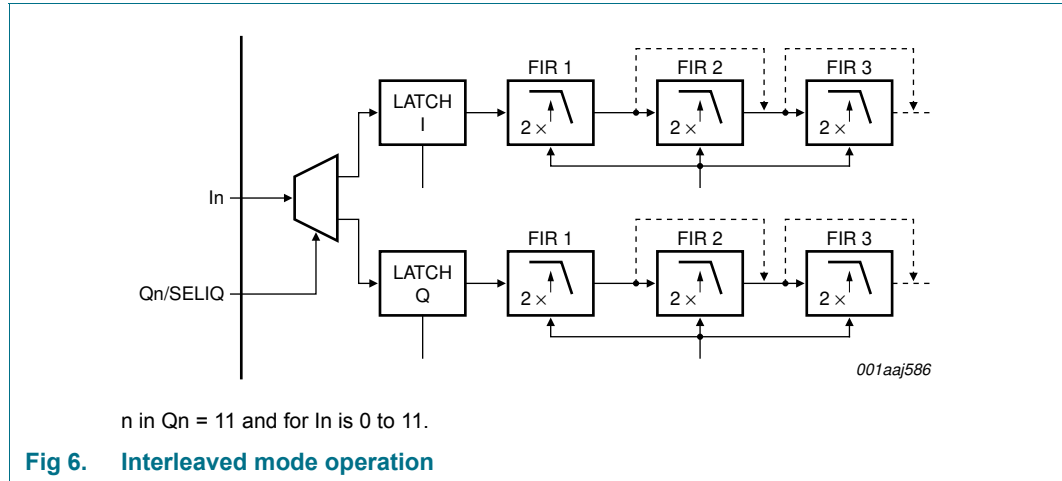 FIR 1 FIR 2 FIR 3
LATCH
I
2 × 2 × 2 ×
In
FIR 1 FIR 2 FIR 3
LATCH
Q
Qn/SELIQ
2 × 2 × 2 ×
001aaj586
n in Qn = 11 and for In is 0 to 11.
Fig 6. Interleaved mode operation